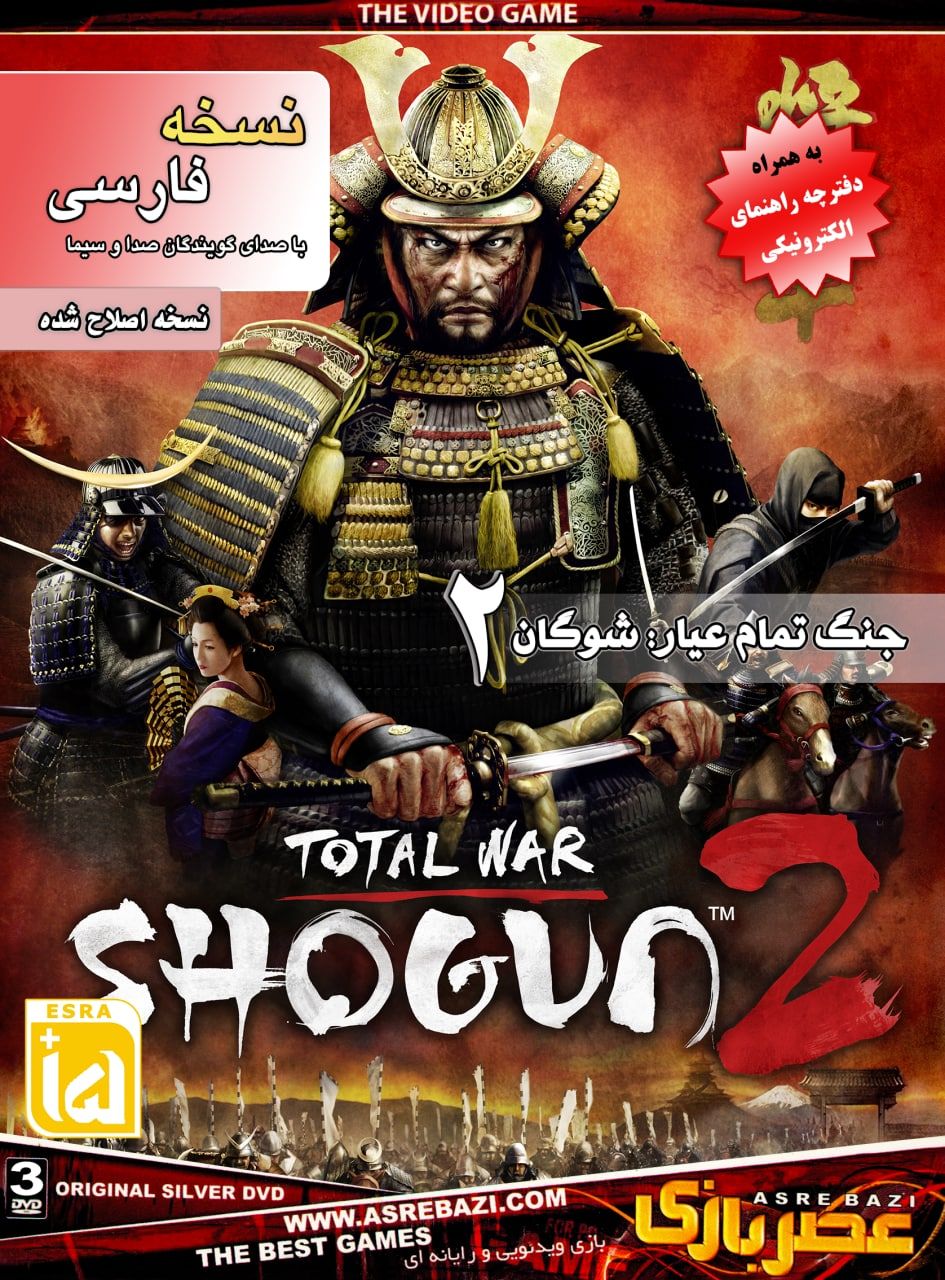 THE VIDEO GAME
نسخه
فارسی
با صدای گویندگان صدا و سیما
نسخه اصلاح شده
به همراه
دفترچه راهنمای
الکترونیکی
جنگ تمام عیار: شوگان ۲
TOTAL WAR
SHOGUN 2
TM
ESRA
+۱۵
3
DVD
ORIGINAL SILVER DVD
WWW.ASREBAZI.COM
THE BEST GAMES
بازی ویدئویی و رایانه ای
ASRE BAZI
عصر بازی